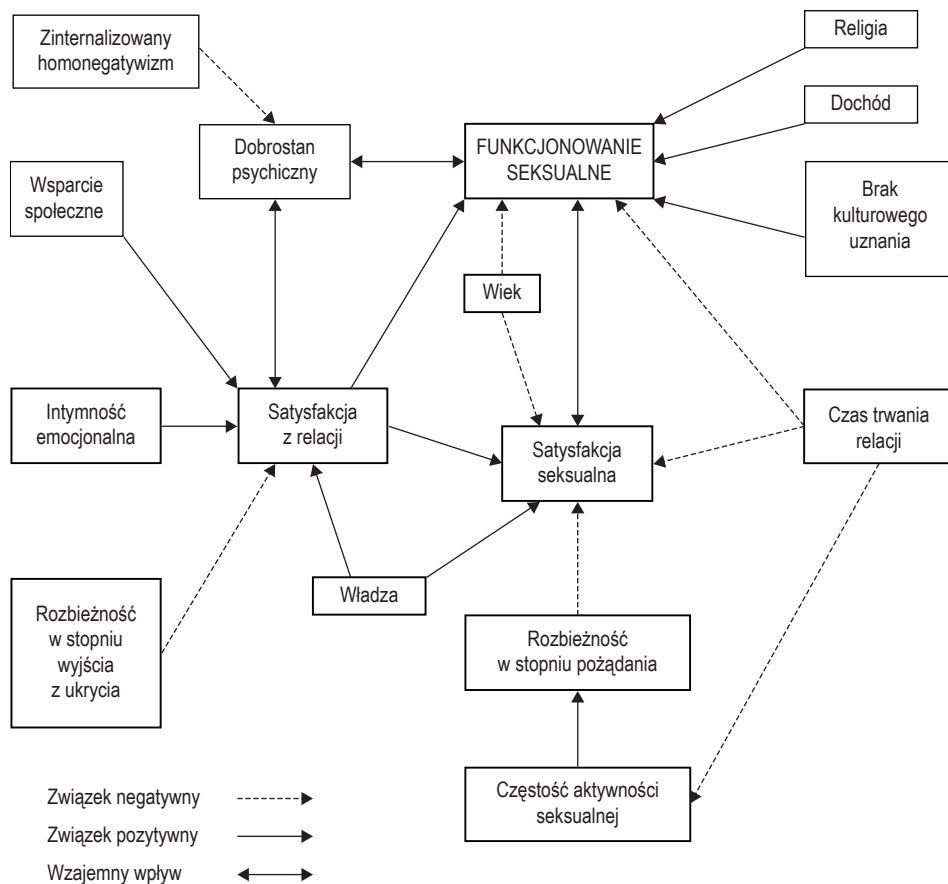 Zinternalizowany
homonegatywizm
Religia
Dochód
Dobrostan
psychiczny
FUNKCJONOWANIE
SEKSUALNE
Wsparcie
społeczne
Brak
kulturowego
uznania
Wiek
Intymność
emocjonalna
Satysfakcja
z relacji
Satysfakcja
seksualna
Czas trwania
relacji
Rozbieżność
w stopniu
wyjścia
z ukrycia
Władza
Rozbieżność
w stopniu pożądania
Częstość aktywności
seksualnej
Związek negatywny
Związek pozytywny
Wzajemny wpływ